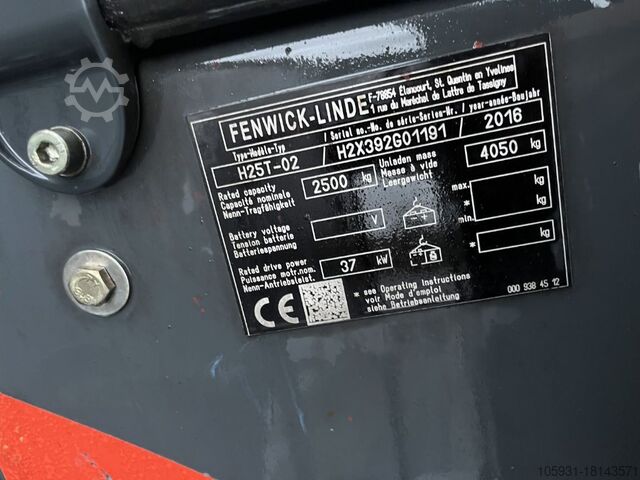 FENWICK-LINDE
F-78854 Élancourt, St. Quentin en Yvelines
1 rue du Maréchal de Lattre de Tassigny
Type-Modèle-Typ / Serial no.-No. de série-Serien-Nr. / year-année-Baujahr
H25T-02 H2X392G01191 2016
Rated capacity
Capacité nominale
Nenn-Tragfähigkeit
2500 kg
Unladen mass
Masse à vide
Leergewicht
4050 kg
Battery voltage
Tension batterie
Batteriespannung
V
max. kg
* kg
min.
* kg
Rated drive power
Puissance motr.nom.
Nenn-Antriebsleist.
37 kW
CE
* see Operating Instructions
voir Mode d'emploi
siehe Betriebsanleitung
000 938 45 12
105931-18143571